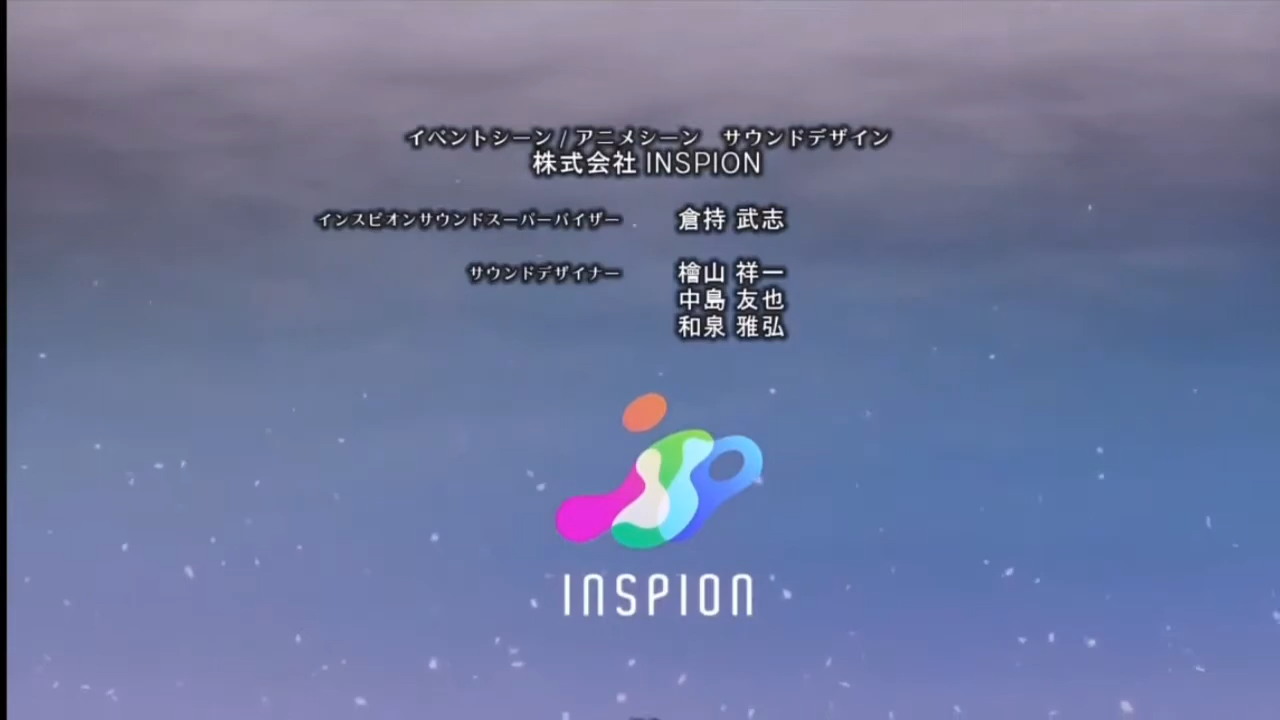 イベントシーン / アニメシーン　サウンドデザイン
株式会社 INSPION
インスピオンサウンドスーパーバイザー　倉持 武志
サウンドデザイナー　檜山 祥一
中島 友也
和泉 雅弘
INSPION